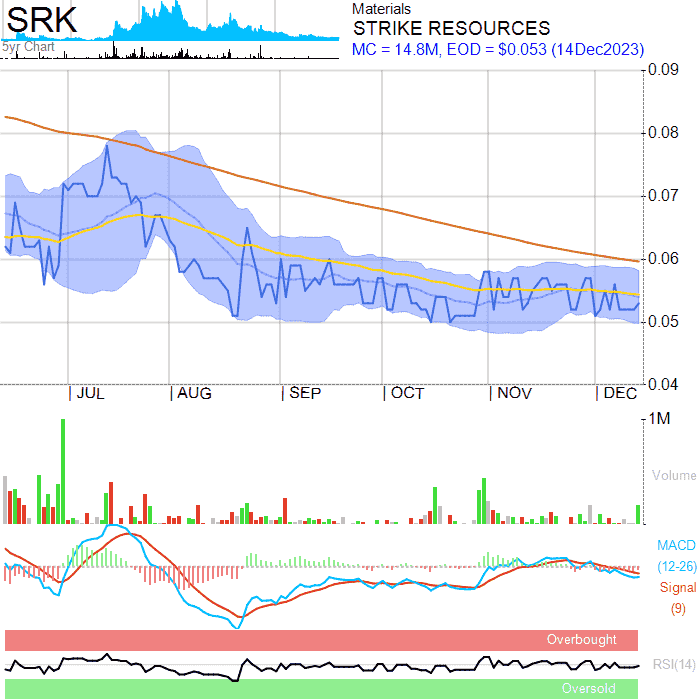 SRK
5yr Chart
Materials
STRIKE RESOURCES
MC = 14.8M, EOD = $0.053 (14Dec2023)
0.09
0.08
0.07
0.06
0.05
0.04
| JUL | AUG | SEP | OCT | NOV | DEC
1M
Volume
MACD
(12-26)
Signal
(9)
Overbought
RSI(14)
Oversold